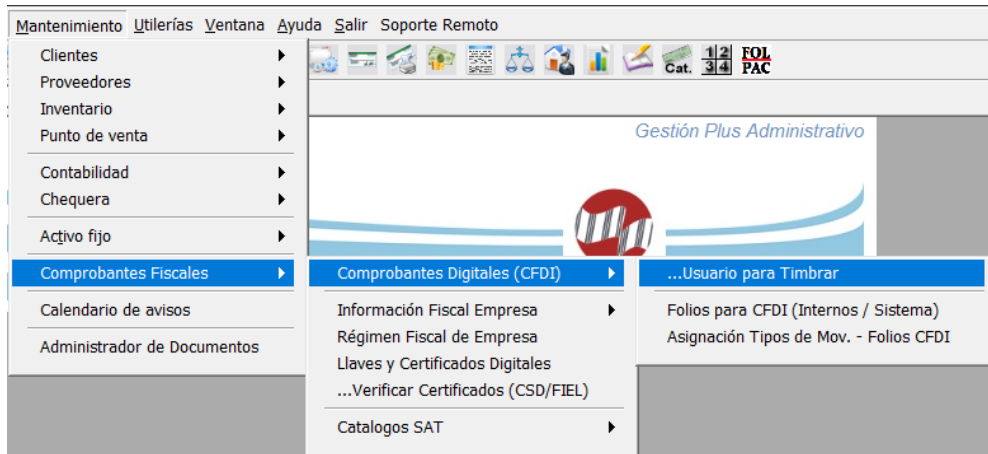 Mantenimiento Utilerías Ventana Ayuda Salir Soporte Remoto
Clientes
Proveedores
Inventario
Punto de venta
Contabilidad
Chequera
Activo fijo
Comprobantes Fiscales
Calendario de avisos
Administrador de Documentos
Cat.
1 2
3 4
FOL
PAC
Gestión Plus Administrativo
Comprobantes Digitales (CFDI)
Información Fiscal Empresa
Régimen Fiscal de Empresa
Llaves y Certificados Digitales
...Verificar Certificados (CSD/FIEL)
Catalogos SAT
...Usuario para Timbrar
Folios para CFDI (Internos / Sistema)
Asignación Tipos de Mov. - Folios CFDI